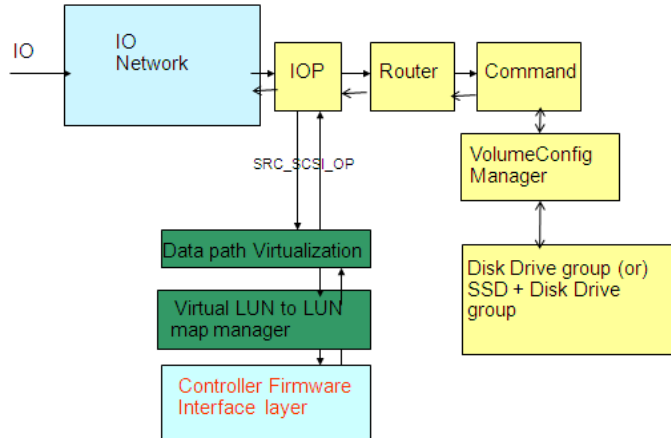 IO
IO
Network
IOP
Router
Command
SRC_SCSI_OP
VolumeConfig
Manager
Data path Virtualization
Disk Drive group (or)
SSD + Disk Drive
group
Virtual LUN to LUN
map manager
Controller Firmware
Interface layer